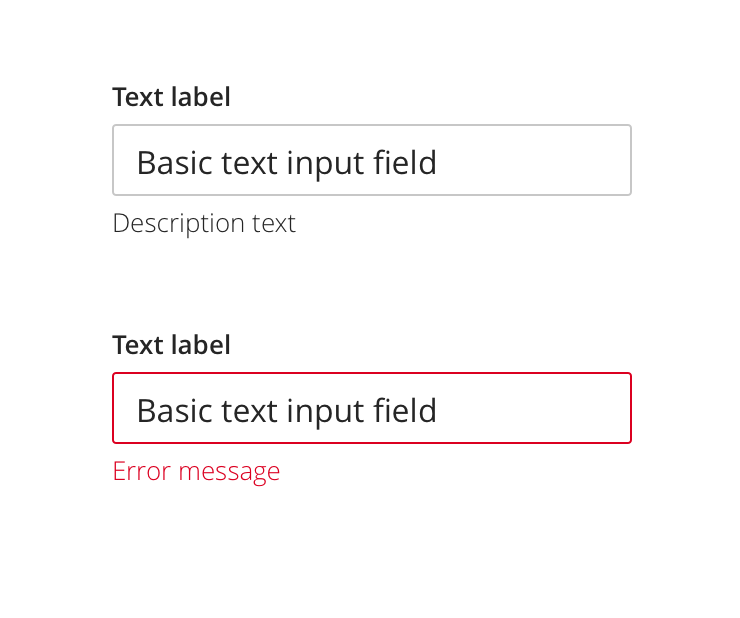 Text label
Basic text input field
Description text
Text label
Basic text input field
Error message